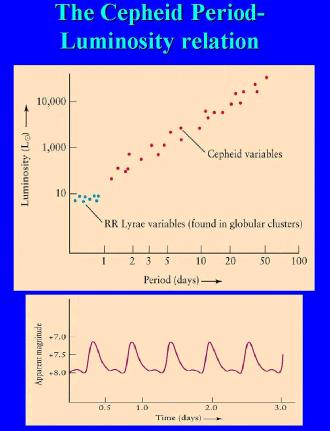 The Cepheid Period-
Luminosity relation
Luminosity (L⊙)
10,000
1,000
10
Cepheid variables
RR Lyrae variables (found in globular clusters)
1 2 3 5 10 20 50 100
Period (days)
Apparent magnitude
+7.0
+7.5
+8.0
0.5 1.0 2.0 3.0
Time (days)